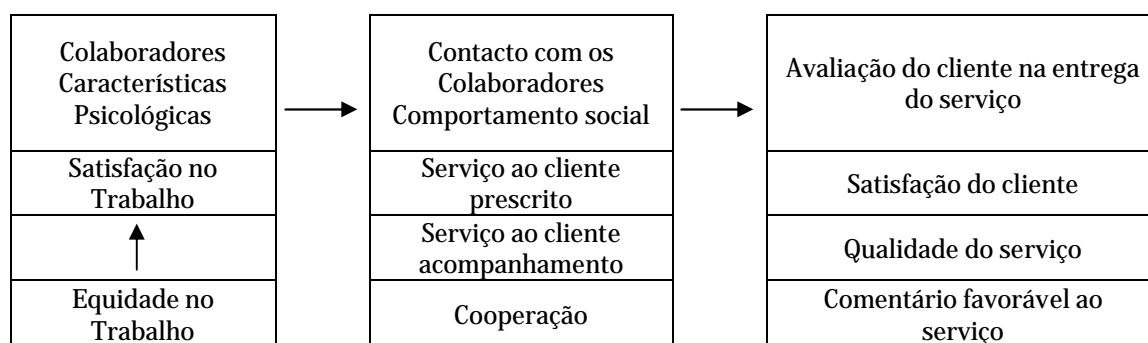 Colaboradores
Características
Psicológicas
Contacto com os
Colaboradores
Comportamento social
Avaliação do cliente na entrega
do serviço
Satisfação no
Trabalho
Serviço ao cliente
prescrito
Satisfação do cliente
Serviço ao cliente
acompanhamento
Qualidade do serviço
Equidade no
Trabalho
Cooperação
Comentário favorável ao
serviço